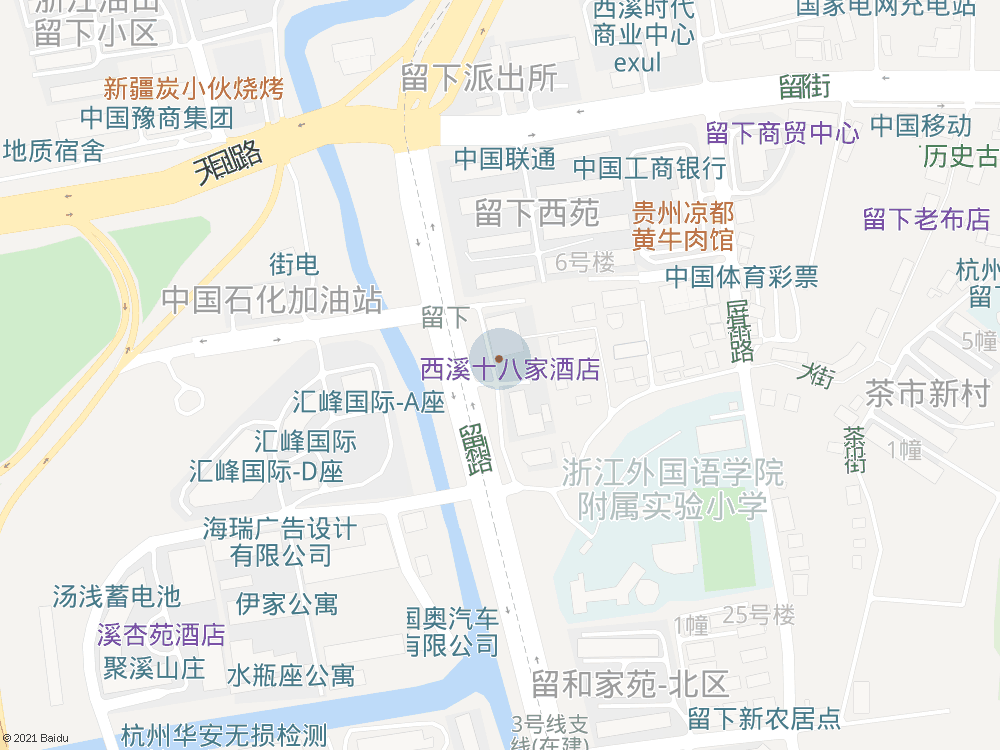 浙江油田
留下小区
西溪时代
商业中心
exul
国家电网充电站
新疆炭小伙烧烤
留下派出所
留下街
中国豫商集团
中国移动
地质宿舍
天目山路
中国联通
留下商贸中心
历史古
中国工商银行
留下西苑
贵州凉都
黄牛肉馆
留下老布店
6号楼
街电
中国体育彩票
杭州
留下
中国石化加油站
留下
屏基路
5幢
西溪十八家酒店
大街
茶市新村
汇峰国际-A座
汇峰国际
留和路
茶市街
1幢
汇峰国际-D座
浙江外国语学院
附属实验小学
海瑞广告设计
有限公司
汤浅蓄电池
伊家公寓
国奥汽车
有限公司
25号楼
1幢
溪杏苑酒店
聚溪山庄
水瓶座公寓
留和家苑-北区
3号线支
线(在建)
留下新农居点
杭州华安无损检测
© 2021 Baidu